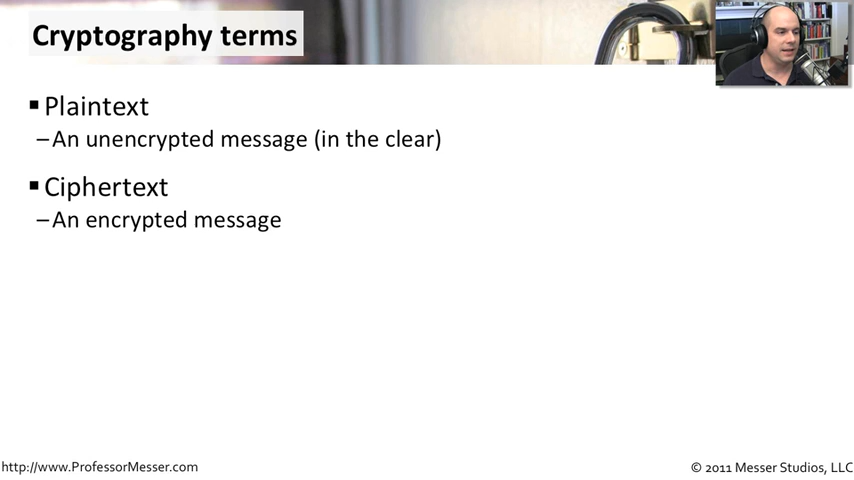 Cryptography terms
▪ Plaintext
–An unencrypted message (in the clear)
▪ Ciphertext
–An encrypted message
http://www.ProfessorMesser.com
© 2011 Messer Studios, LLC